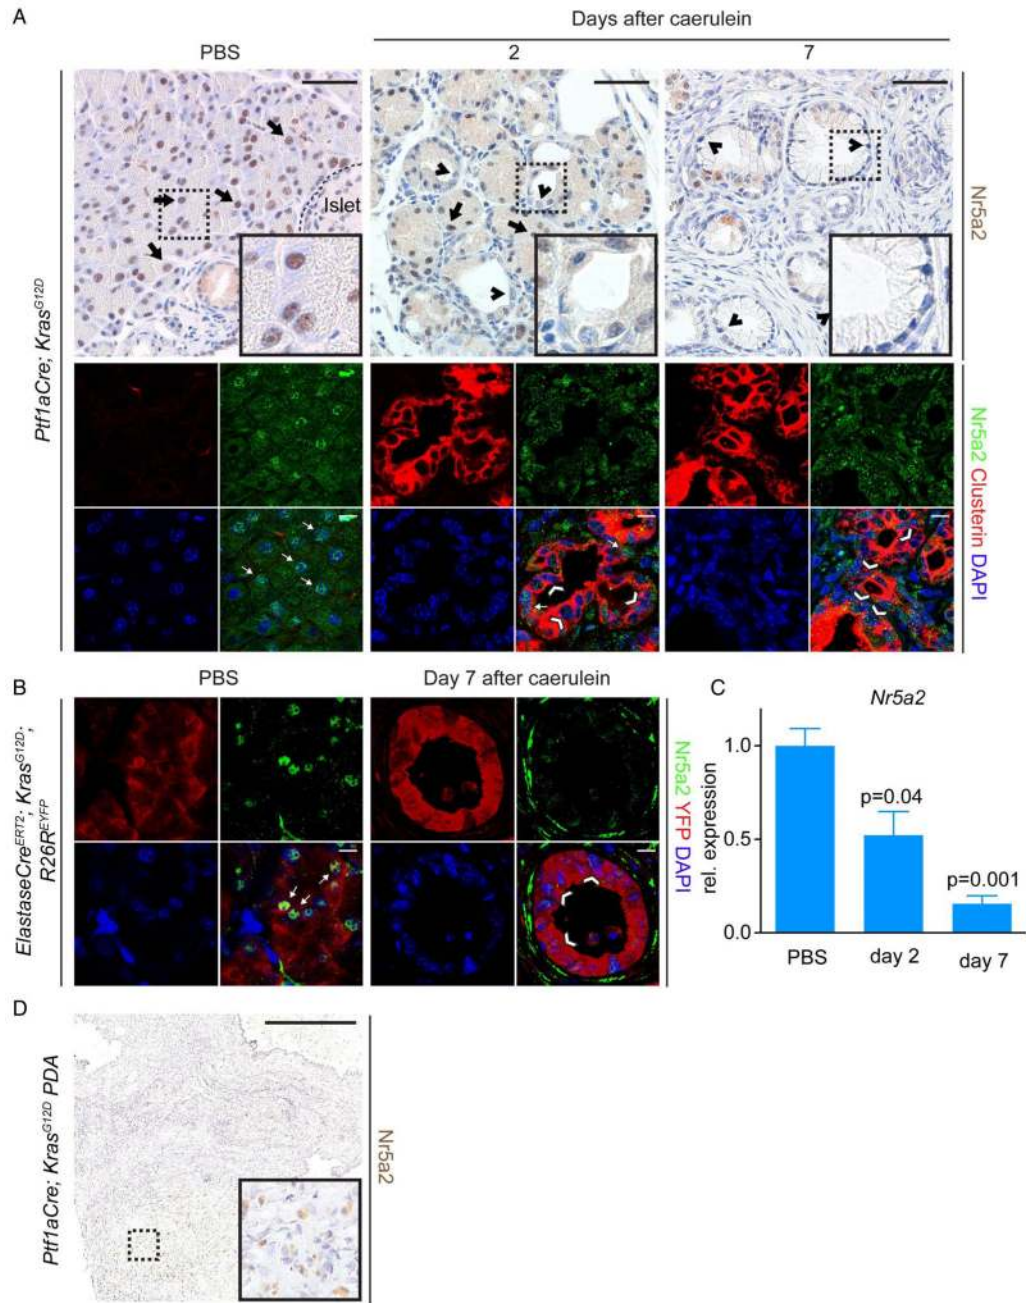 A
Days after caerulein
PBS
2
7
Ptf1aCre; KrasG12D
Islet
Nr5a2
Nr5a2 Clusterin DAPI
B
PBS
Day 7 after caerulein
ElastaseCreERT2; KrasG12D;
R26REYFP
Nr5a2 YFP DAPI
C
Nr5a2
rel. expression
1.0
0.5
0.0
p=0.04
p=0.001
PBS
day 2
day 7
D
Ptf1aCre; KrasG12D PDA
Nr5a2